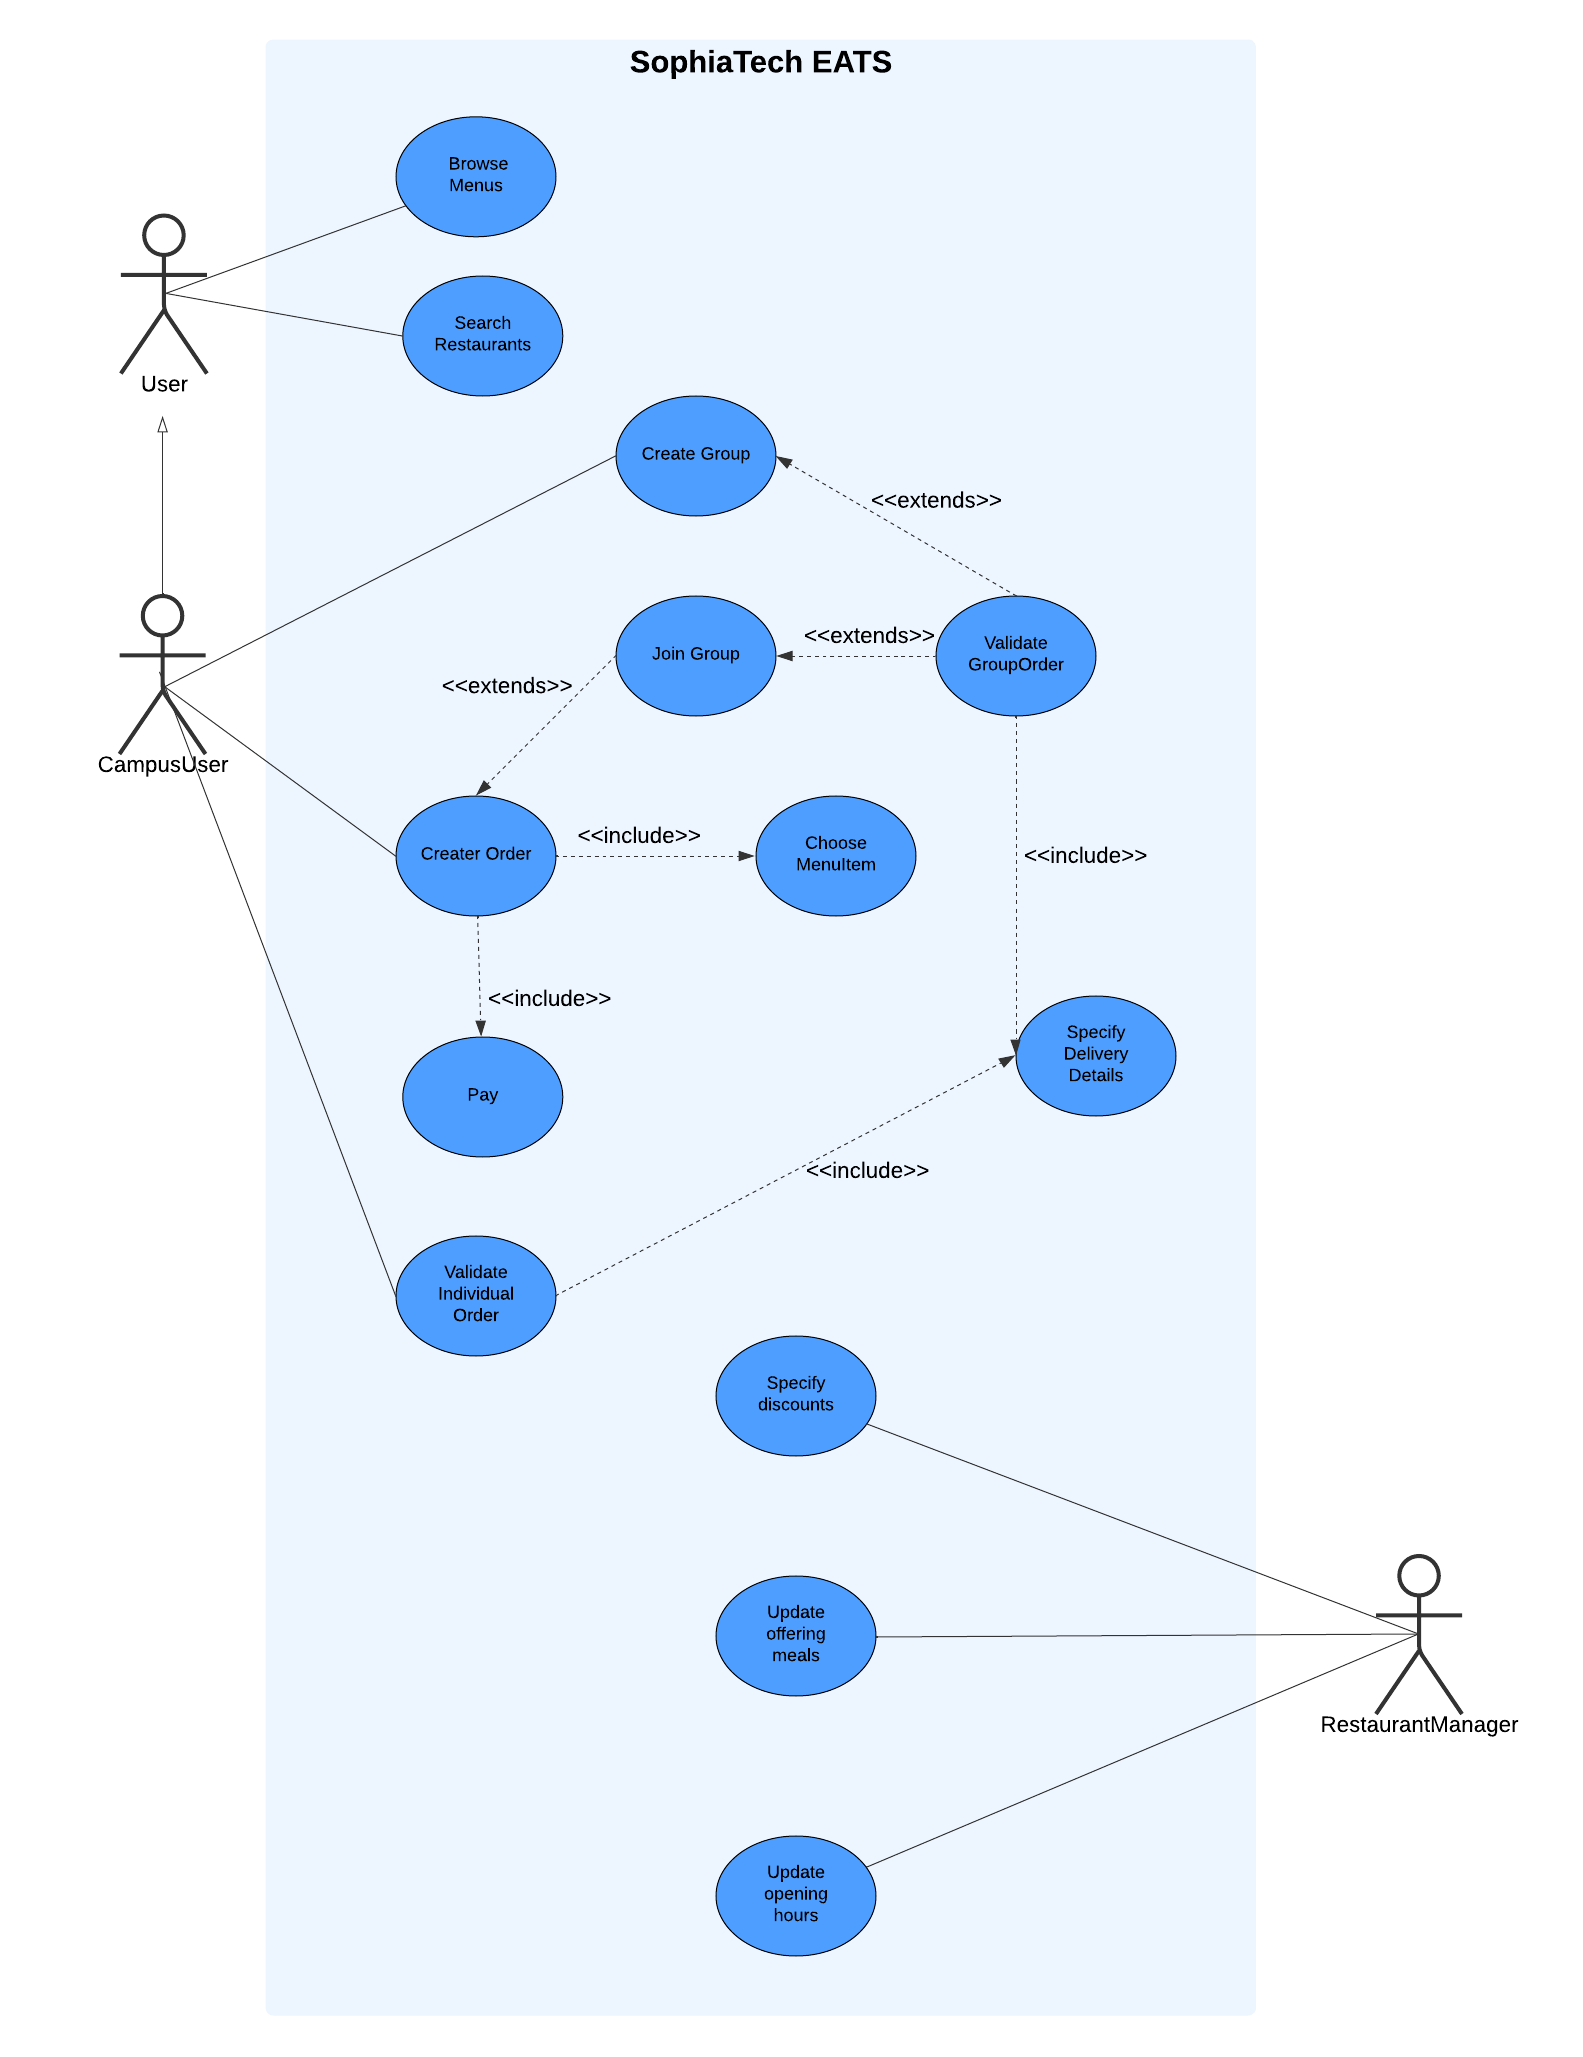 SophiaTech EATS
Browse
Menus
Search
Restaurants
User
Create Group
<<extends>>
Join Group
<<extends>>
Validate
GroupOrder
<<extends>>
CampusUser
Creater Order
<<include>>
Choose
MenuItem
<<include>>
<<include>>
Pay
Specify
Delivery
Details
<<include>>
Validate
Individual
Order
Specify
discounts
Update
offering
meals
RestaurantManager
Update
opening
hours